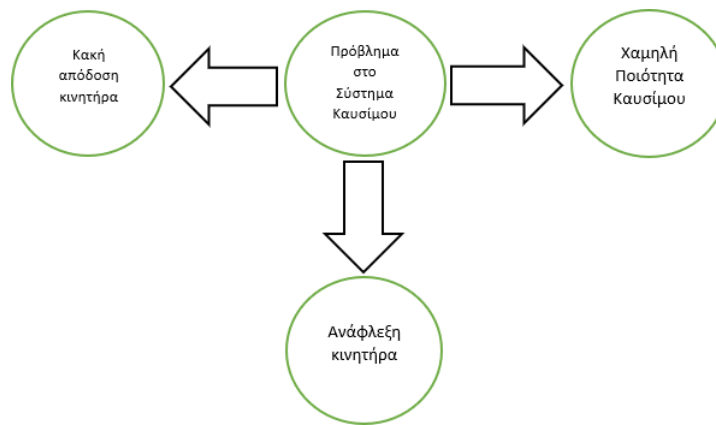 Κακή
απόδοση
κινητήρα
Πρόβλημα
στο
Σύστημα
Καυσίμου
Χαμηλή
Ποιότητα
Καυσίμου
Ανάφλεξη
κινητήρα